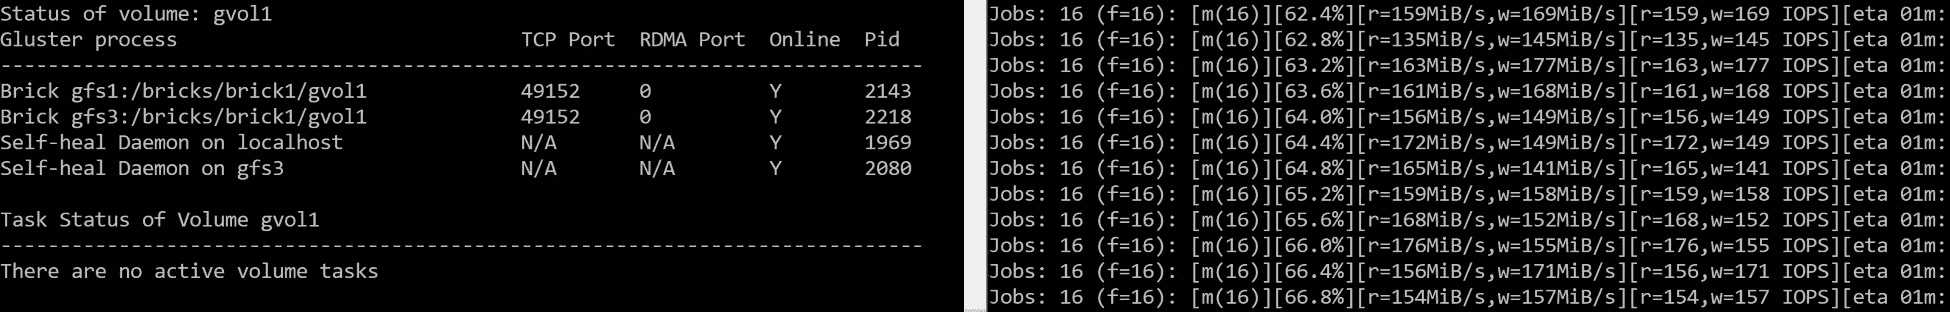 Status of volume: gvol1
Gluster process                             TCP Port  RDMA Port  Online  Pid
------------------------------------------------------------------------------
Brick gfs1:/bricks/brick1/gvol1             49152     0          Y       2143
Brick gfs3:/bricks/brick1/gvol1             49152     0          Y       2218
Self-heal Daemon on localhost               N/A       N/A        Y       1969
Self-heal Daemon on gfs3                    N/A       N/A        Y       2080
Task Status of Volume gvol1
------------------------------------------------------------------------------
There are no active volume tasks
Jobs: 16 (f=16): [m(16)][62.4%][r=159MiB/s,w=169MiB/s][r=159,w=169 IOPS][eta 01m:
Jobs: 16 (f=16): [m(16)][62.8%][r=135MiB/s,w=145MiB/s][r=135,w=145 IOPS][eta 01m:
Jobs: 16 (f=16): [m(16)][63.2%][r=163MiB/s,w=177MiB/s][r=163,w=177 IOPS][eta 01m:
Jobs: 16 (f=16): [m(16)][63.6%][r=161MiB/s,w=168MiB/s][r=161,w=168 IOPS][eta 01m:
Jobs: 16 (f=16): [m(16)][64.0%][r=156MiB/s,w=149MiB/s][r=156,w=149 IOPS][eta 01m:
Jobs: 16 (f=16): [m(16)][64.4%][r=172MiB/s,w=149MiB/s][r=172,w=149 IOPS][eta 01m:
Jobs: 16 (f=16): [m(16)][64.8%][r=165MiB/s,w=141MiB/s][r=165,w=141 IOPS][eta 01m:
Jobs: 16 (f=16): [m(16)][65.2%][r=159MiB/s,w=158MiB/s][r=159,w=158 IOPS][eta 01m:
Jobs: 16 (f=16): [m(16)][65.6%][r=168MiB/s,w=152MiB/s][r=168,w=152 IOPS][eta 01m:
Jobs: 16 (f=16): [m(16)][66.0%][r=176MiB/s,w=155MiB/s][r=176,w=155 IOPS][eta 01m:
Jobs: 16 (f=16): [m(16)][66.4%][r=156MiB/s,w=171MiB/s][r=156,w=171 IOPS][eta 01m:
Jobs: 16 (f=16): [m(16)][66.8%][r=154MiB/s,w=157MiB/s][r=154,w=157 IOPS][eta 01m: